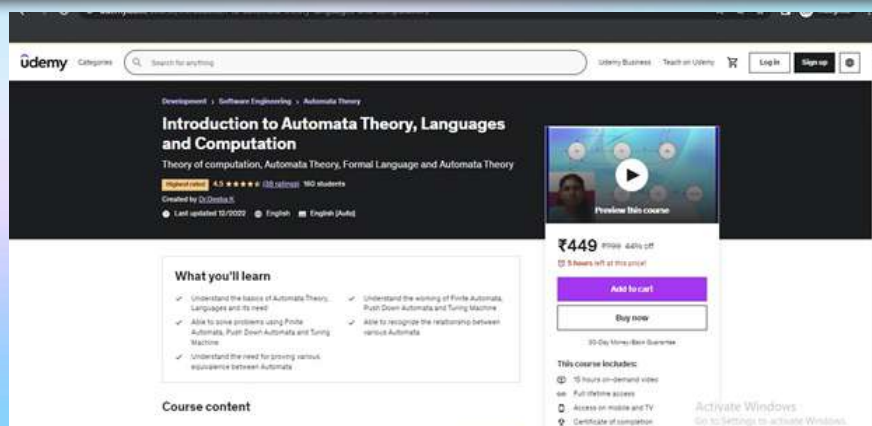 ûdemy Categories Search for anything Udemy Business Teach on Udemy Log in Sign up
Development > Software Engineering > Automata Theory
Introduction to Automata Theory, Languages
and Computation
Theory of computation, Automata Theory, Formal Language and Automata Theory
Highest rated 4.5 (38 ratings) 160 students
Created by Dr.Deeba K
Last updated 12/2022 English English [Auto]
Preview this course
₹449 ₹799 44% off
5 hours left at this price!
Add to cart
Buy now
30-Day Money-Back Guarantee
This course includes:
15 hours on-demand video
Full lifetime access
Access on mobile and TV
Certificate of completion
What you'll learn
Understand the basics of Automata Theory,
Languages and its need
Able to solve problems using Finite
Automata, Push Down Automata and Turing
Machine
Understand the need for proving various
equivalence between Automata
Understand the working of Finite Automata,
Push Down Automata and Turing Machine
Able to recognize the relationship between
various Automata
Course content
Activate Windows
Go to Settings to activate Windows.